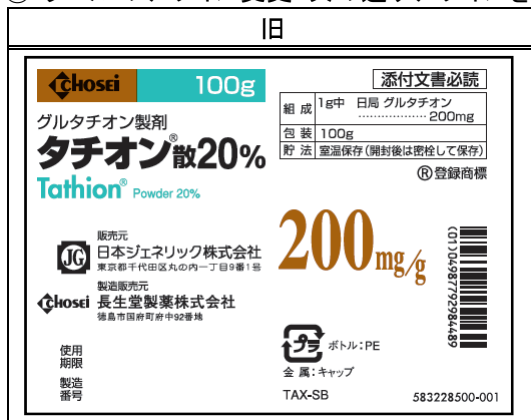 旧
chosei 100g
添付文書必読
組成 1g中 日局 グルタチオン
………………200mg
包装 100g
貯法 室温保存(開封後は密栓して保存)
Ⓡ登録商標
グルタチオン製剤
タチオン®散20%
Tathion® Powder 20%
200mg/g
販売元
JG 日本ジェネリック株式会社
東京都千代田区丸の内一丁目9番1号
製造販売元
chosei 長生堂製薬株式会社
徳島市国府町府中92番地
(01)04987792984489
使用
期限
製造
番号
プラ ボトル:PE
金 属:キャップ
TAX-SB
583228500-001